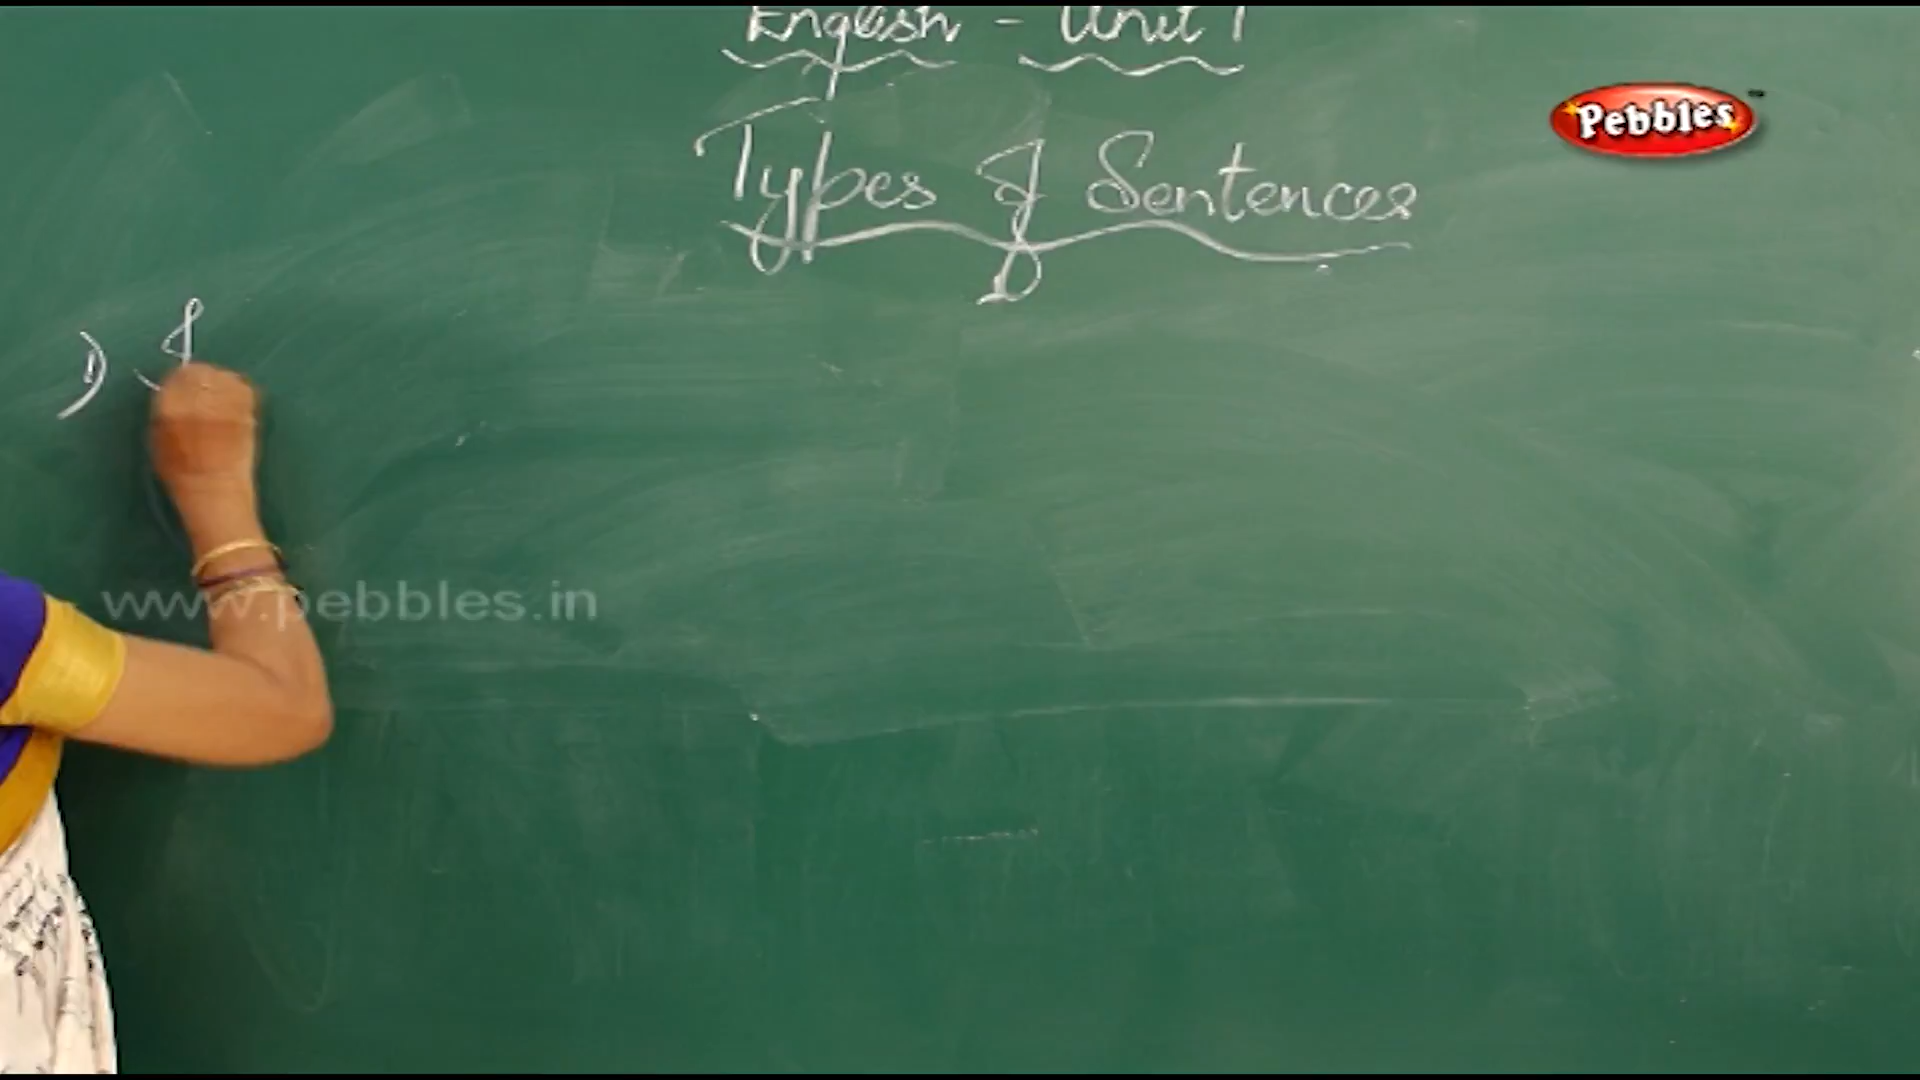 English - Unit 1
Pebbles
Types of Sentences
1) S
www.pebbles.in